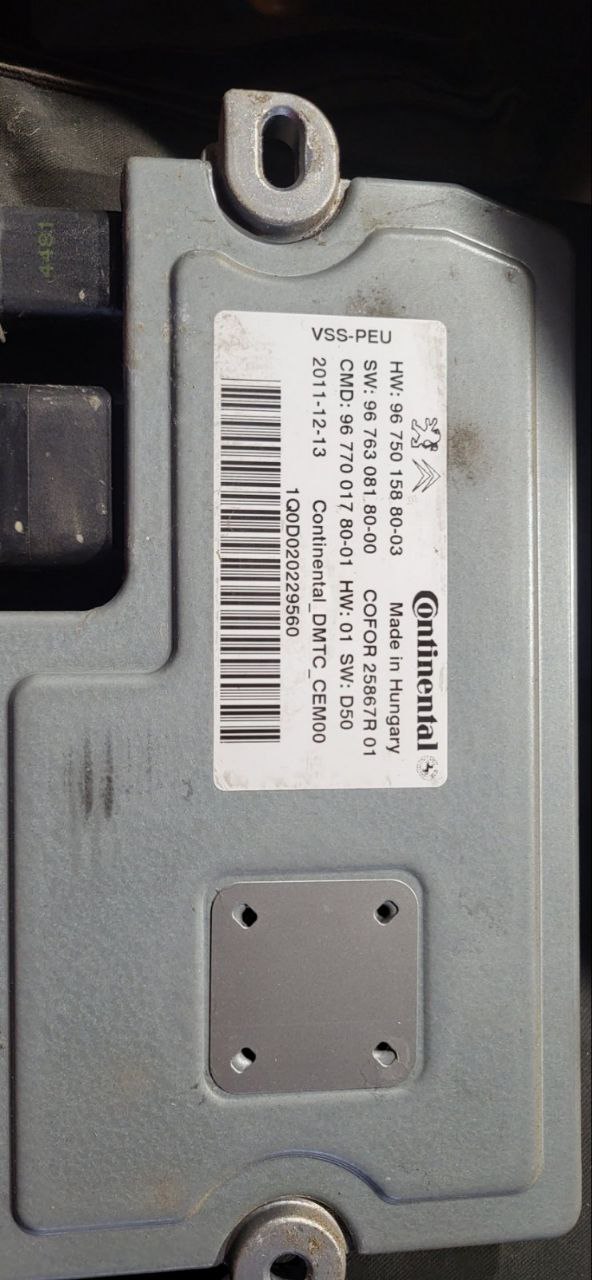 VSS-PEU
Continental
HW: 96 750 158 80-03 Made in Hungary
SW: 96 763 081 80-00 COFOR 25867R 01
CMD: 96 770 017 80-01 HW: 01 SW: D50
2011-12-13 Continental_DMTC_CEM00
1Q0D020229560
4481